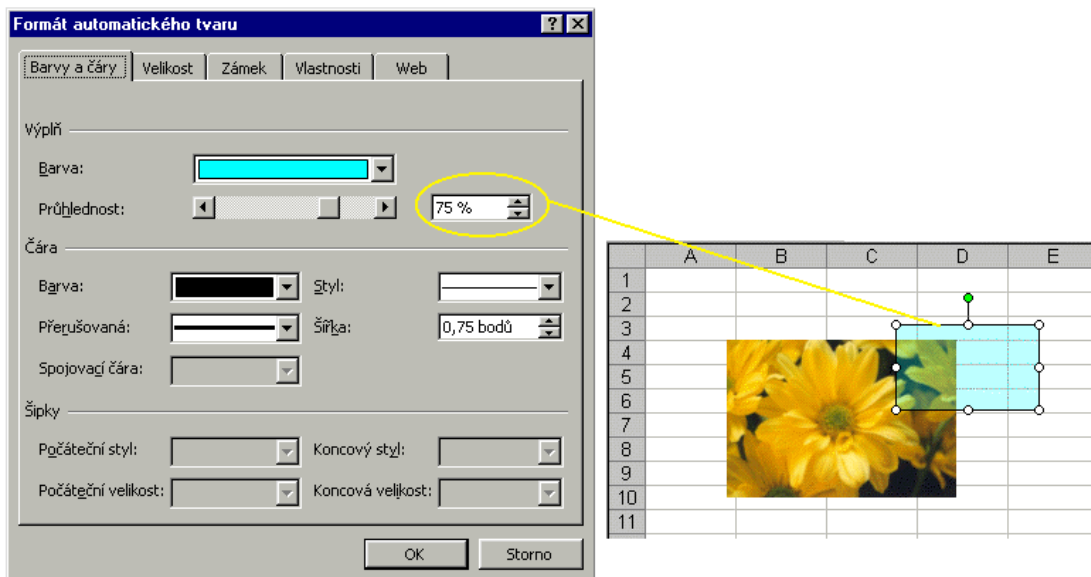 Formát automatického tvaru
Barvy a čáry Velikost Zámek Vlastnosti Web
Výplň
Barva:
Průhlednost: 75 %
Čára
Barva: Styl:
Přerušovaná: Šířka: 0,75 bodů
Spojovací čára:
Šipky
Počáteční styl: Koncový styl:
Počáteční velikost: Koncová velikost:
OK Storno
A B C D E
1
2
3
4
5
6
7
8
9
10
11